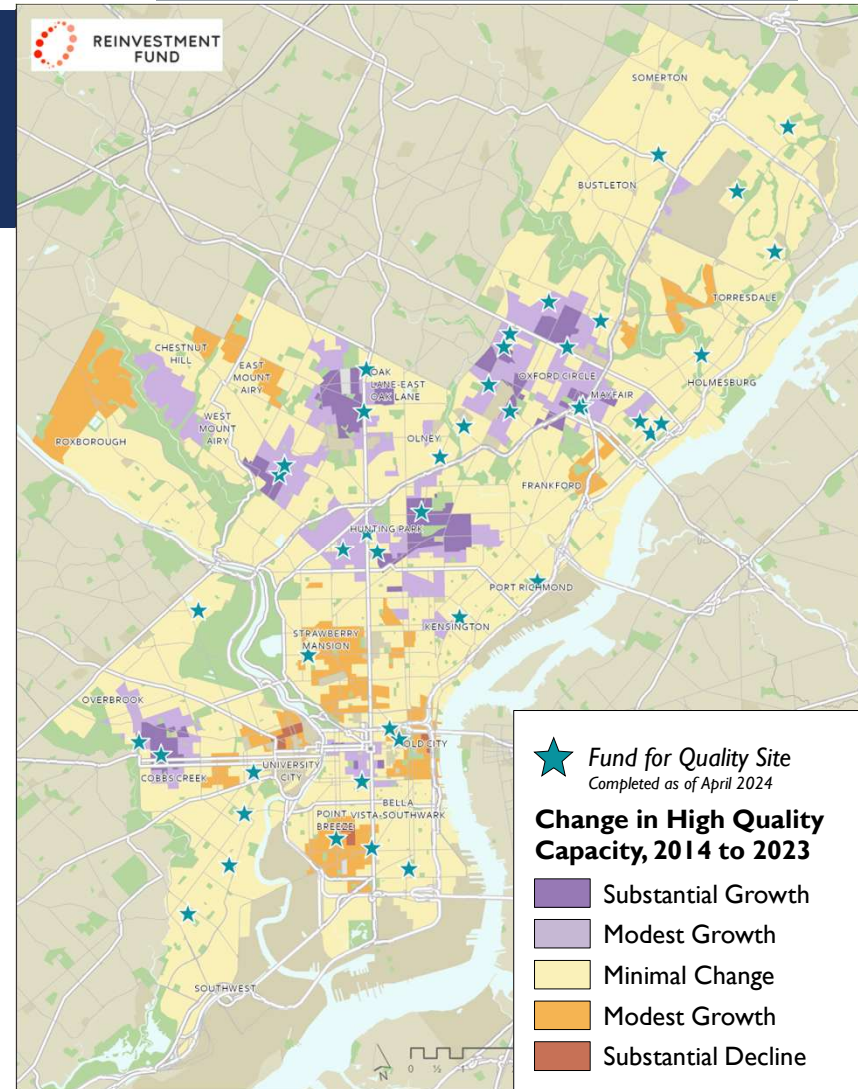 REINVESTMENT
FUND
SOMERTON
BUSTLETON
TORRESDALE
CHESTNUT
HILL
EAST
MOUNT
AIRY
OAK
LANE-EAST
OAK LANE
OXFORD CIRCLE
HOLMESBURG
MAYFAIR
WEST
MOUNT
AIRY
ROXBOROUGH
OLNEY
FRANKFORD
HUNTING PARK
PORT RICHMOND
KENSINGTON
STRAWBERRY
MANSION
OVERBROOK
OLD CITY
UNIVERSITY
CITY
COBBS CREEK
BELLA
VISTA-SOUTHWARK
POINT
BREEZE
SOUTHWEST
N
0 ½ 1
Fund for Quality Site
Completed as of April 2024
Change in High Quality
Capacity, 2014 to 2023
Substantial Growth
Modest Growth
Minimal Change
Modest Growth
Substantial Decline